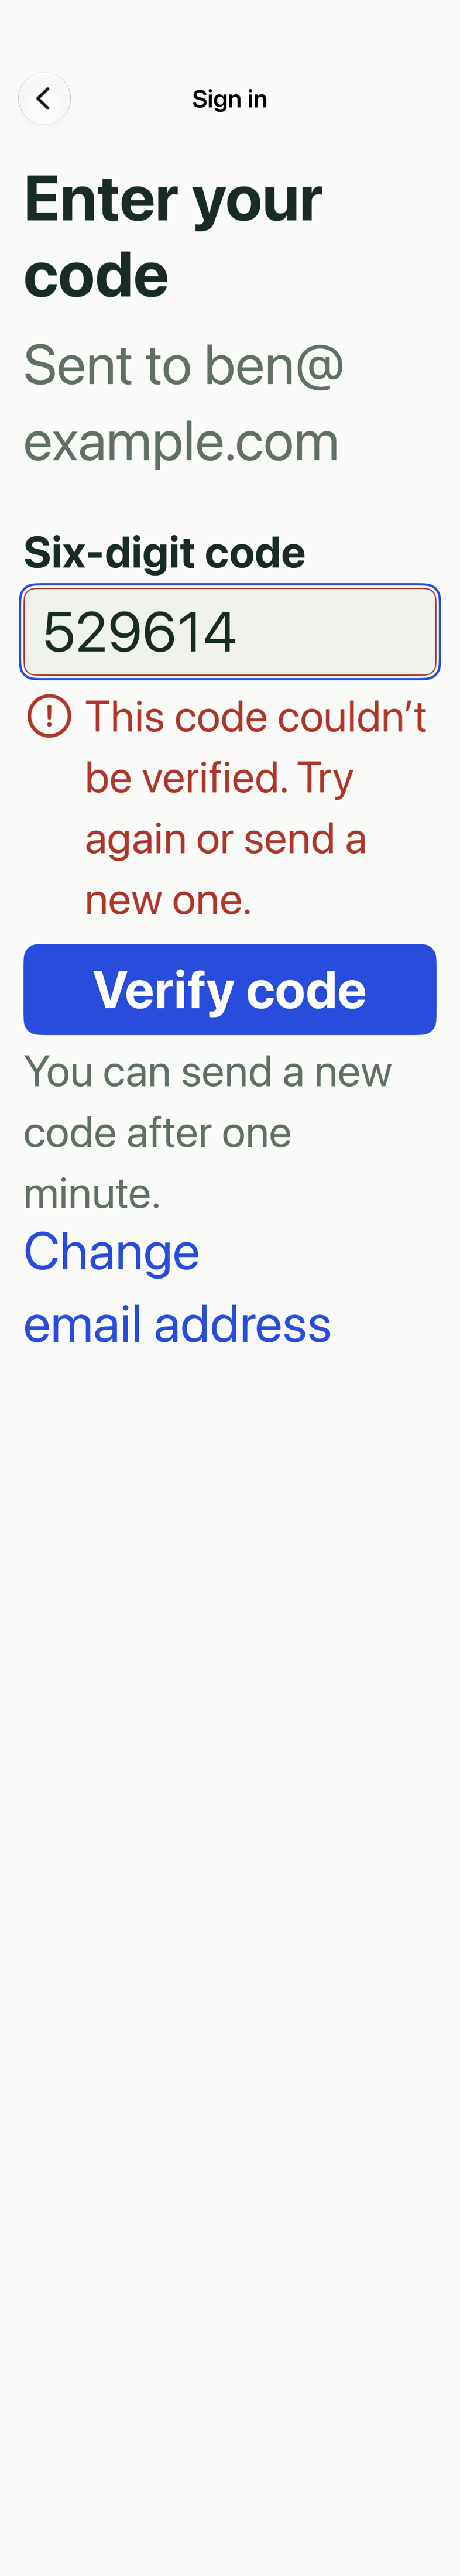 Sign in
Enter your
code
Sent to ben@
example.com
Six-digit code
529614
This code couldn’t
be verified. Try
again or send a
new one.
Verify code
You can send a new
code after one
minute.
Change
email address